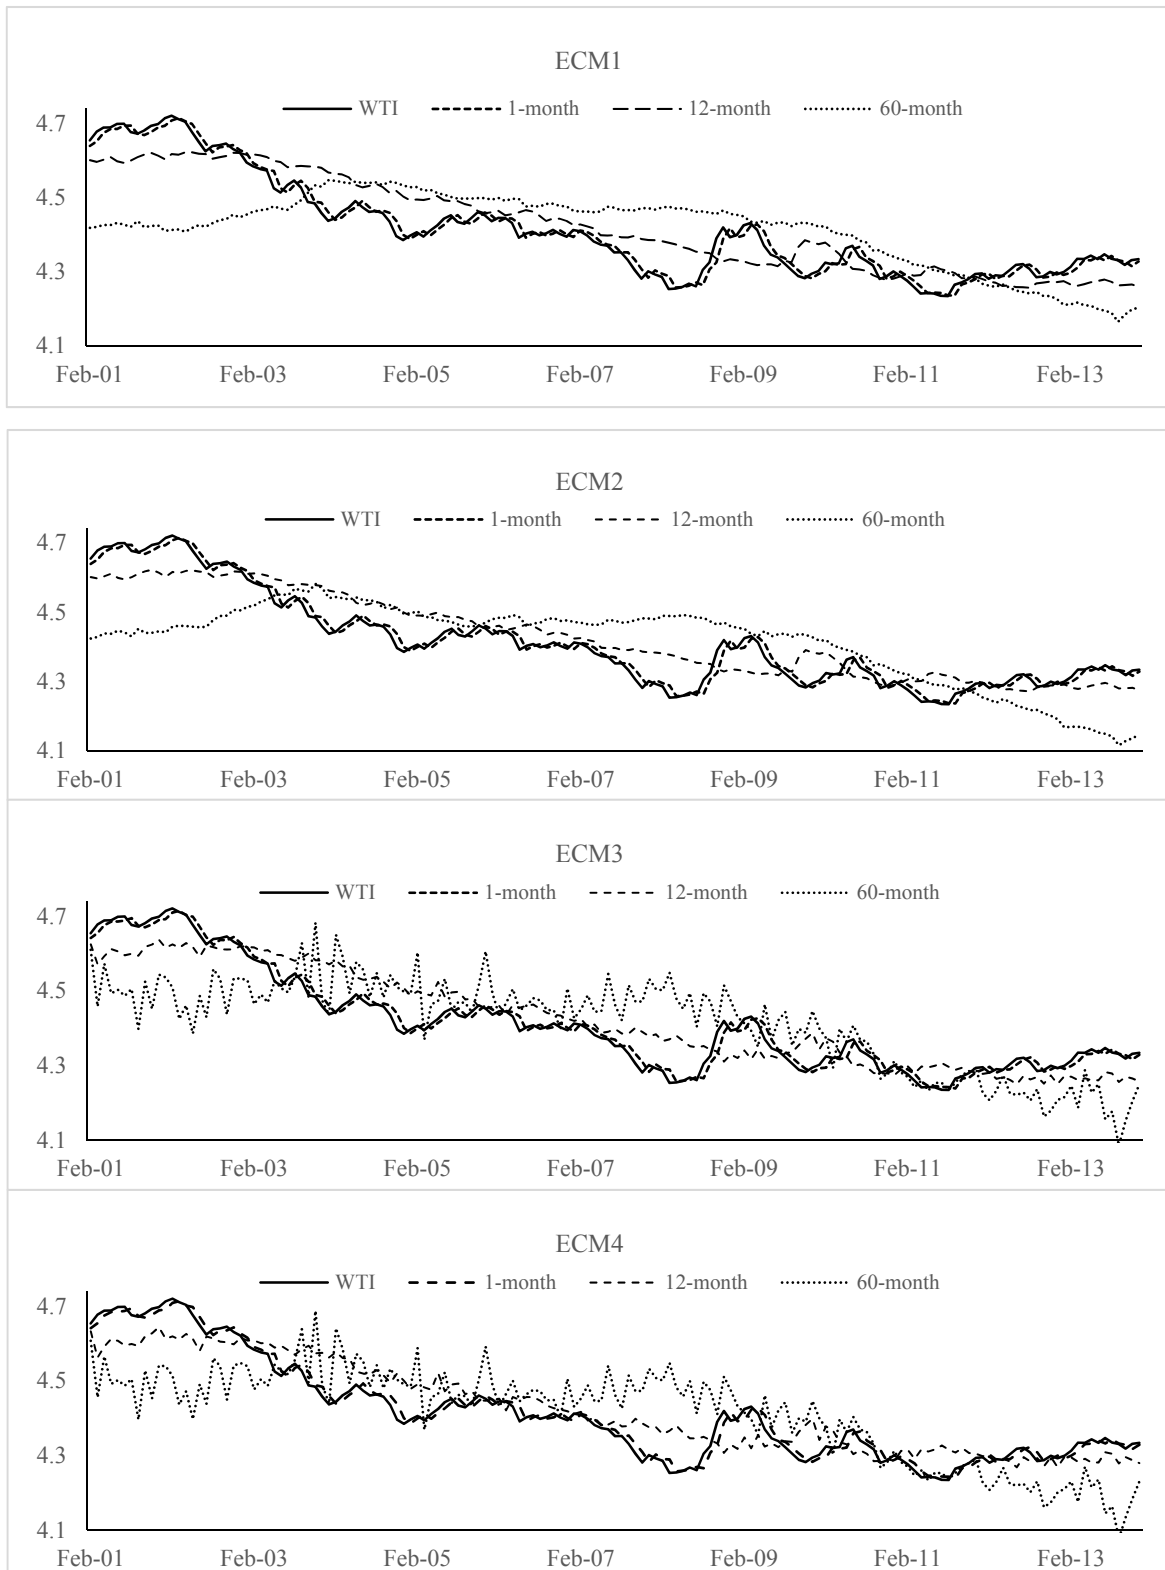 ECM1
WTI 1-month 12-month 60-month
4.7
4.5
4.3
4.1
Feb-01 Feb-03 Feb-05 Feb-07 Feb-09 Feb-11 Feb-13
ECM2
WTI 1-month 12-month 60-month
4.7
4.5
4.3
4.1
Feb-01 Feb-03 Feb-05 Feb-07 Feb-09 Feb-11 Feb-13
ECM3
WTI 1-month 12-month 60-month
4.7
4.5
4.3
4.1
Feb-01 Feb-03 Feb-05 Feb-07 Feb-09 Feb-11 Feb-13
ECM4
WTI 1-month 12-month 60-month
4.7
4.5
4.3
4.1
Feb-01 Feb-03 Feb-05 Feb-07 Feb-09 Feb-11 Feb-13